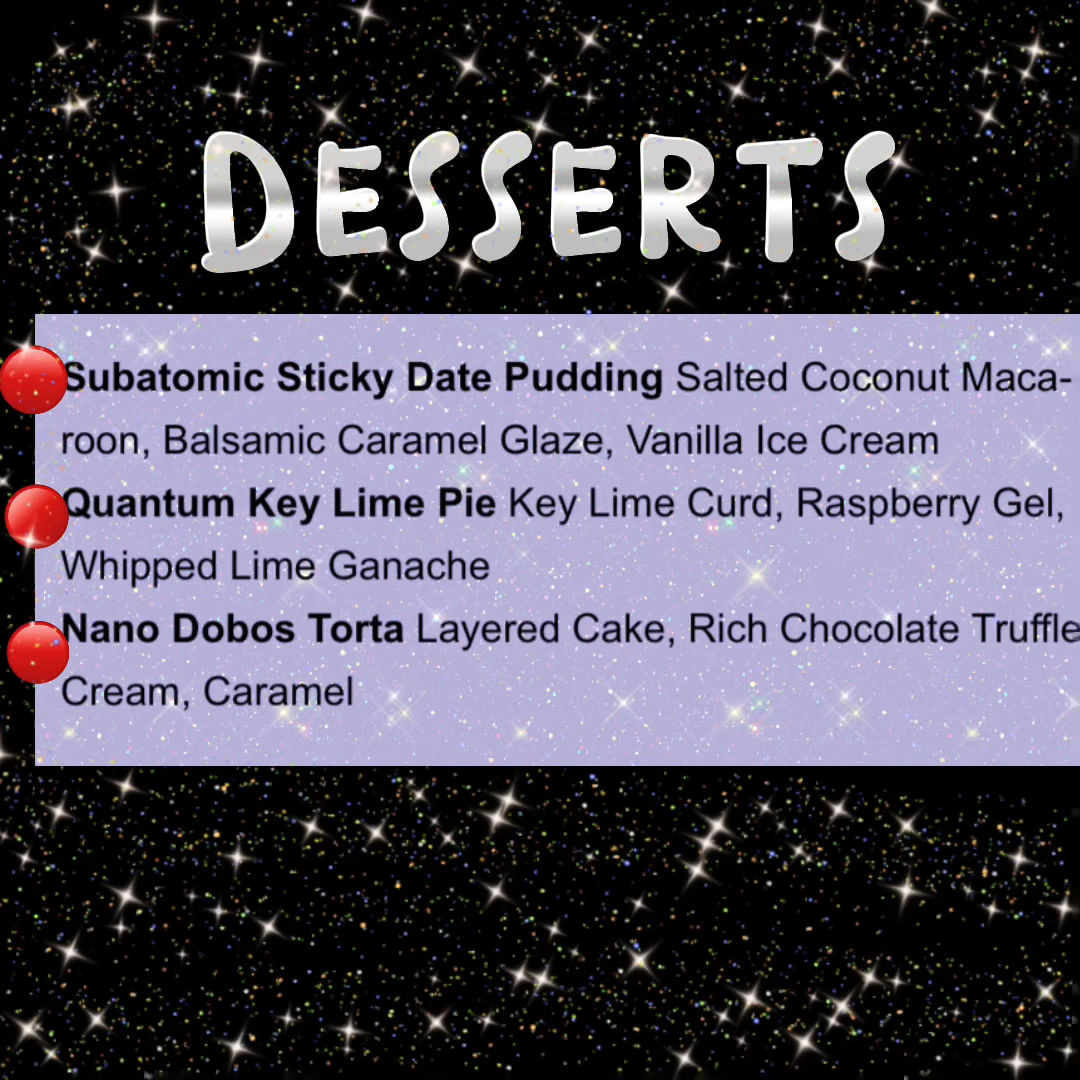 DESSERTS
Subatomic Sticky Date Pudding Salted Coconut Maca-
roon, Balsamic Caramel Glaze, Vanilla Ice Cream
Quantum Key Lime Pie Key Lime Curd, Raspberry Gel,
Whipped Lime Ganache
Nano Dobos Torta Layered Cake, Rich Chocolate Truffle
Cream, Caramel